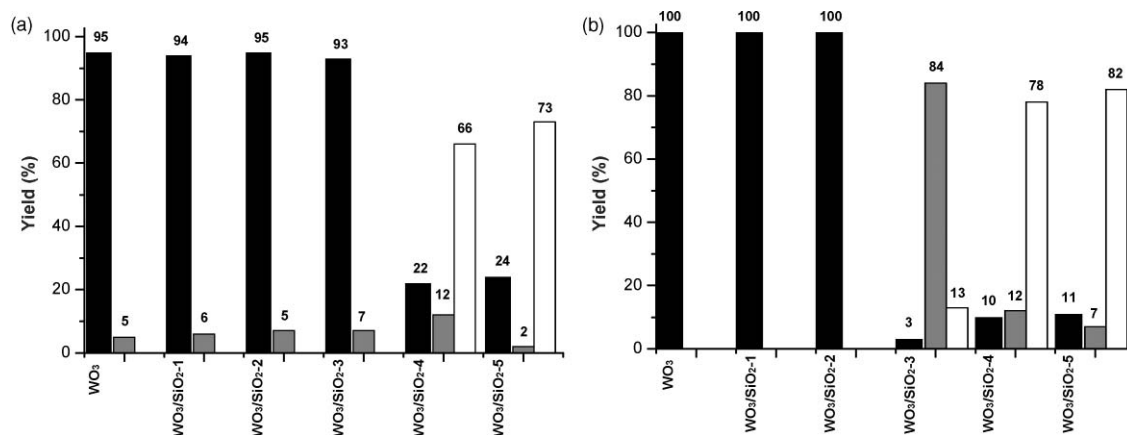 (a)
Yield (%)
100
80
60
40
20
0
95
5
94
6
95
5
93
7
22
12
66
24
2
73
WO₃
WO₃/SiO₂-1
WO₃/SiO₂-2
WO₃/SiO₂-3
WO₃/SiO₂-4
WO₃/SiO₂-5
(b)
Yield (%)
100
80
60
40
20
0
100
100
100
3
84
13
10
12
78
11
7
82
WO₃
WO₃/SiO₂-1
WO₃/SiO₂-2
WO₃/SiO₂-3
WO₃/SiO₂-4
WO₃/SiO₂-5